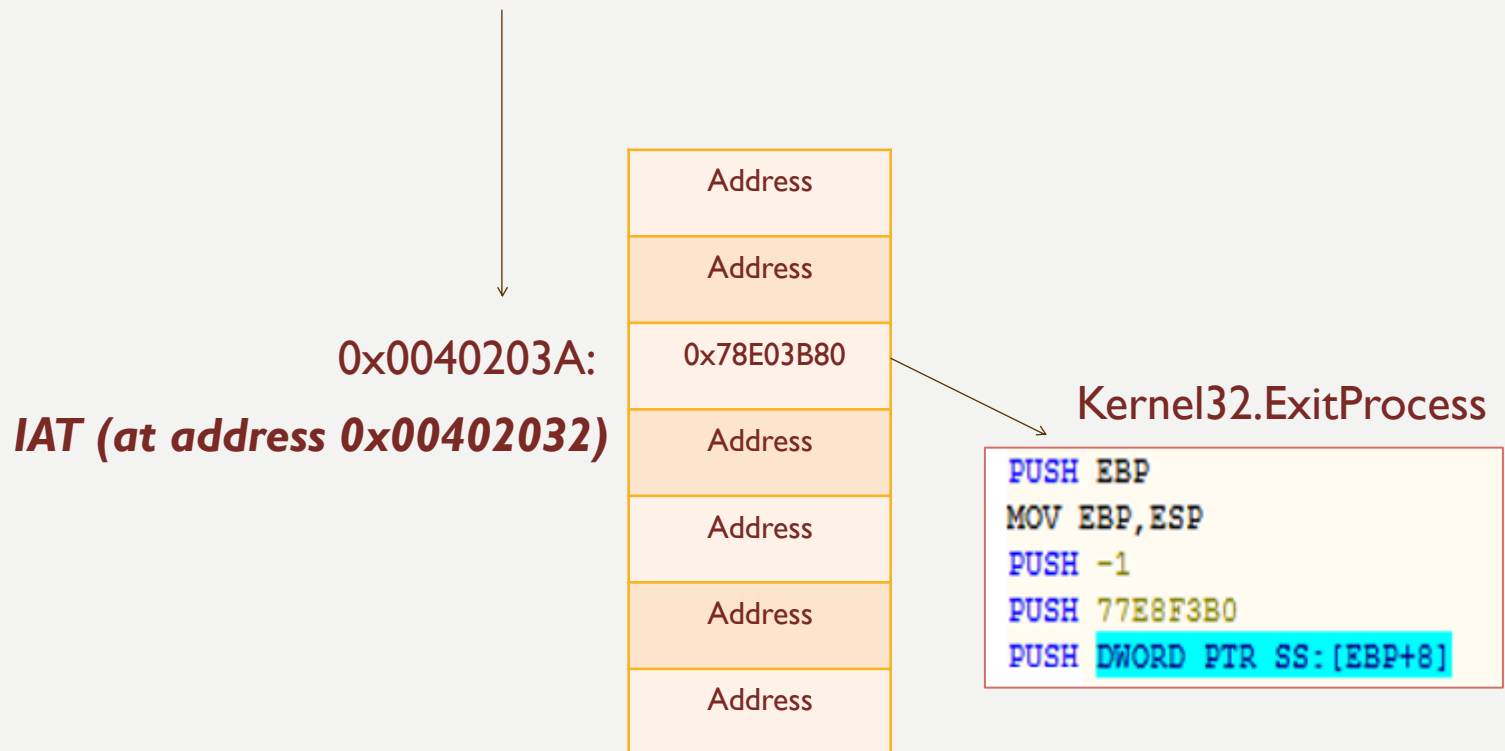 Address
Address
0x0040203A:
0x78E03B80
IAT (at address 0x00402032)
Address
Address
Address
Address
Kernel32.ExitProcess
PUSH EBP
MOV EBP,ESP
PUSH -1
PUSH 77E8F3B0
PUSH DWORD PTR SS:[EBP+8]